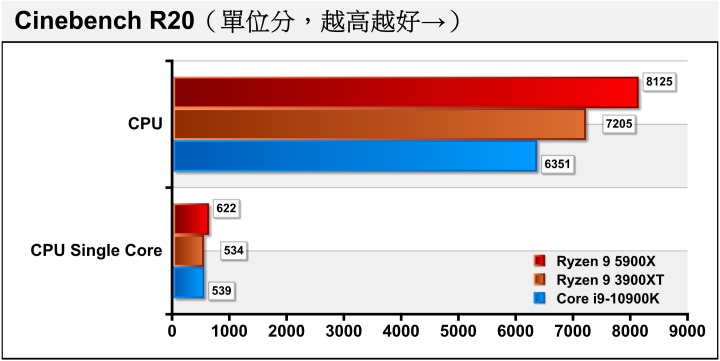 Cinebench R20（單位分，越高越好→）
8125
CPU
7205
6351
622
CPU Single Core
534
539
Ryzen 9 5900X
Ryzen 9 3900XT
Core i9-10900K
0 1000 2000 3000 4000 5000 6000 7000 8000 9000